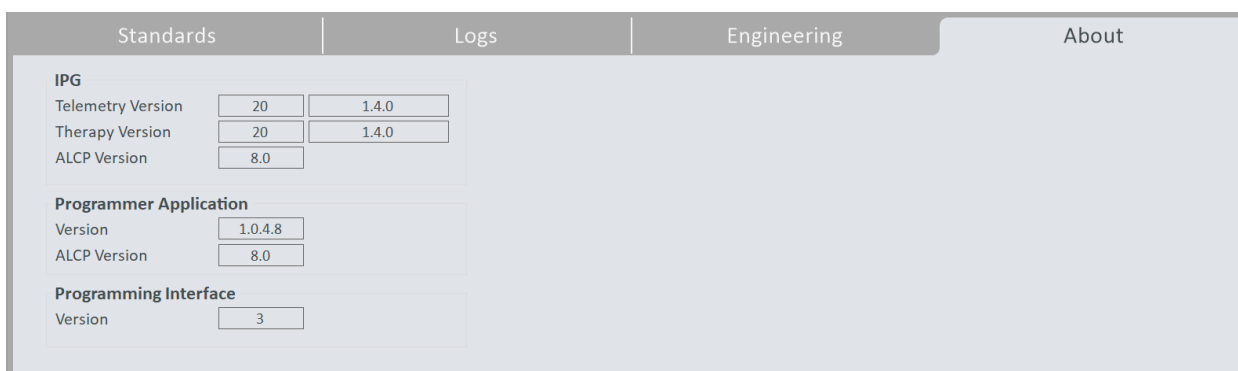 Standards Logs Engineering About
IPG
Telemetry Version 20 1.4.0
Therapy Version 20 1.4.0
ALCP Version 8.0
Programmer Application
Version 1.0.4.8
ALCP Version 8.0
Programming Interface
Version 3